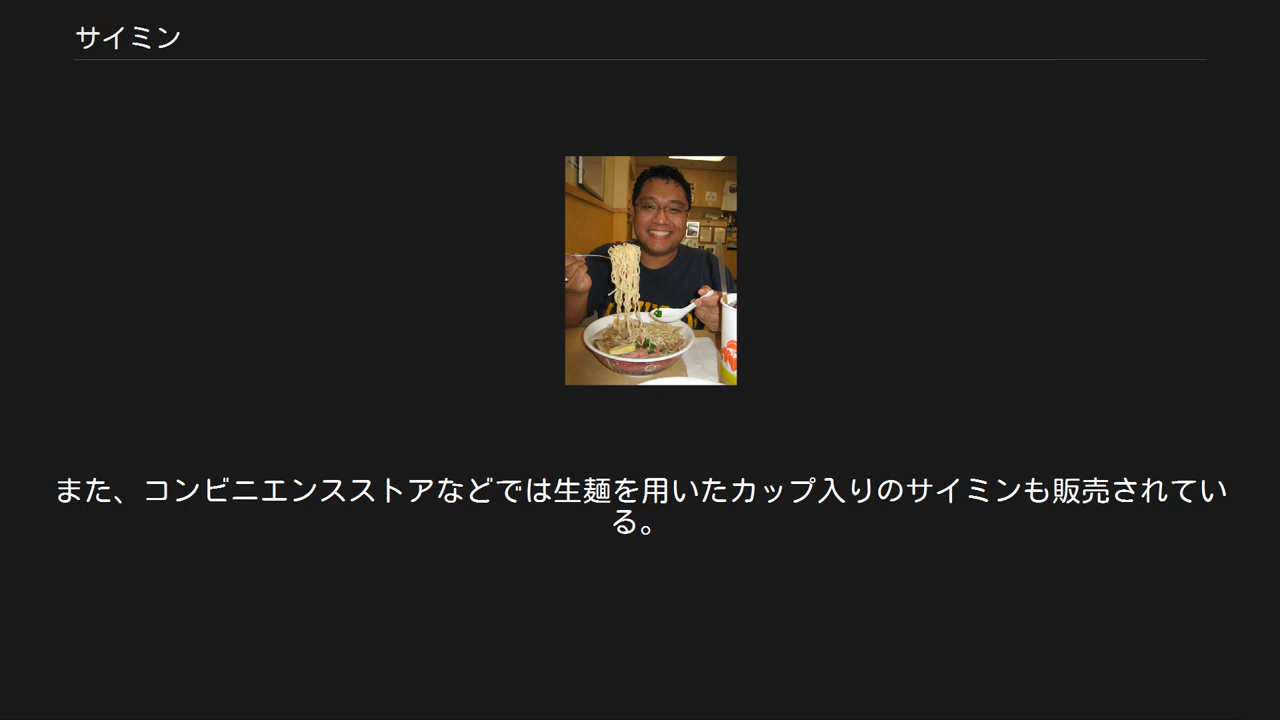 サイミン
また、コンビニエンスストアなどでは生麺を用いたカップ入りのサイミンも販売されてい
る。